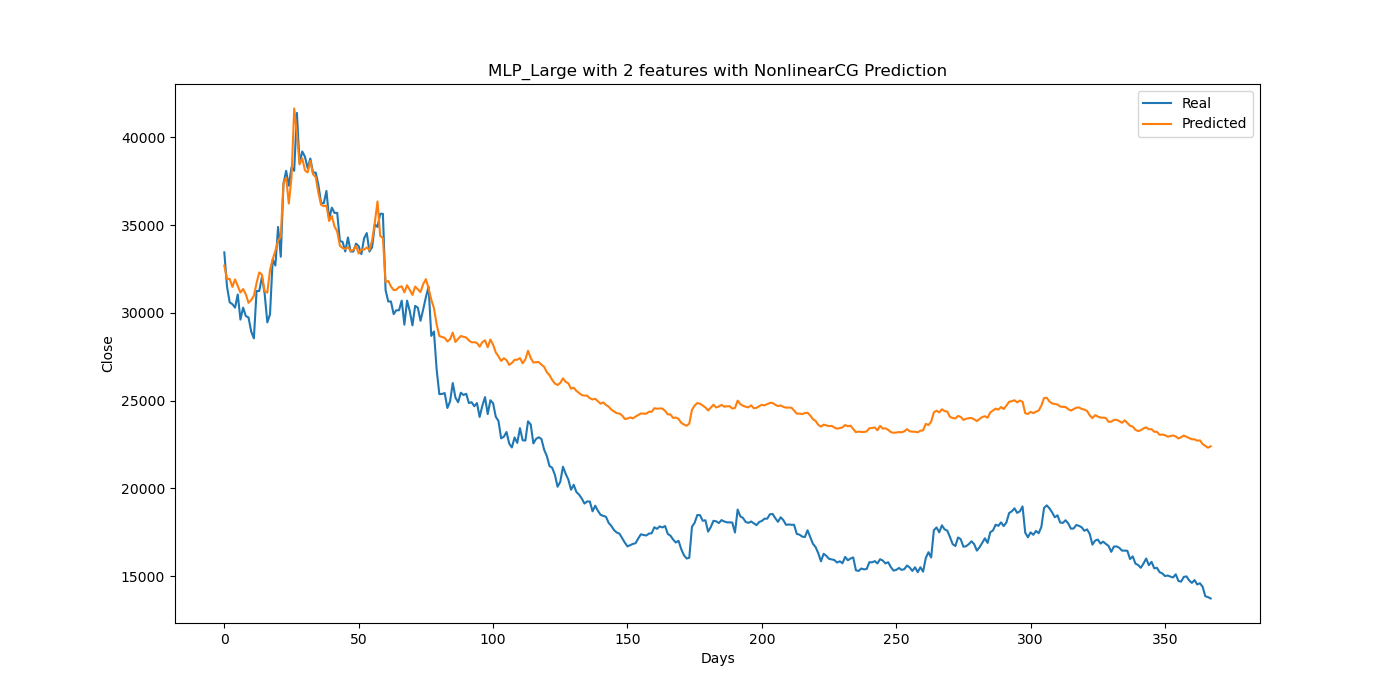 MLP_Large with 2 features with NonlinearCG Prediction
Real
Predicted
40000
35000
30000
25000
20000
15000
Close
0 50 100 150 200 250 300 350
Days